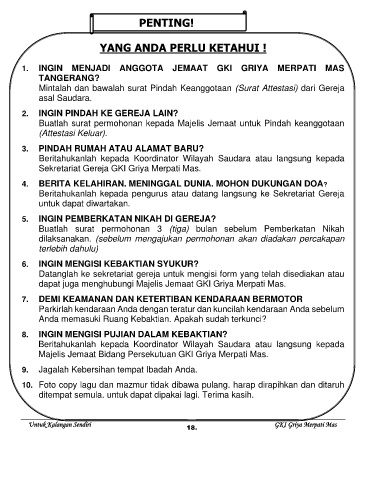 PENTING!
YANG ANDA PERLU KETAHUI !
1. INGIN MENJADI ANGGOTA JEMAAT GKI GRIYA MERPATI MAS
TANGERANG?
Mintalah dan bawalah surat Pindah Keanggotaan (Surat Attestasi) dari Gereja
asal Saudara.
2. INGIN PINDAH KE GEREJA LAIN?
Buatlah surat permohonan kepada Majelis Jemaat untuk Pindah keanggotaan
(Attestasi Keluar).
3. PINDAH RUMAH ATAU ALAMAT BARU?
Beritahukanlah kepada Koordinator Wilayah Saudara atau langsung kepada
Sekretariat Gereja GKI Griya Merpati Mas.
4. BERITA KELAHIRAN. MENINGGAL DUNIA. MOHON DUKUNGAN DOA?
Beritahukanlah kepada pengurus atau datang langsung ke Sekretariat Gereja
untuk dapat diwartakan.
5. INGIN PEMBERKATAN NIKAH DI GEREJA?
Buatlah surat permohonan 3 (tiga) bulan sebelum Pemberkatan Nikah
dilaksanakan. (sebelum mengajukan permohonan akan diadakan percakapan
terlebih dahulu)
6. INGIN MENGISI KEBAKTIAN SYUKUR?
Datanglah ke sekretariat gereja untuk mengisi form yang telah disediakan atau
dapat juga menghubungi Majelis Jemaat GKI Griya Merpati Mas.
7. DEMI KEAMANAN DAN KETERTIBAN KENDARAAN BERMOTOR
Parkirlah kendaraan Anda dengan teratur dan kuncilah kendaraan Anda sebelum
Anda memasuki Ruang Kebaktian. Apakah sudah terkunci?
8. INGIN MENGISI PUJIAN DALAM KEBAKTIAN?
Beritahukanlah kepada Koordinator Wilayah Saudara atau langsung kepada
Majelis Jemaat Bidang Persekutuan GKI Griya Merpati Mas.
9. Jagalah Kebersihan tempat Ibadah Anda.
10. Foto copy lagu dan mazmur tidak dibawa pulang. harap dirapihkan dan ditaruh
ditempat semula. untuk dapat dipakai lagi. Terima kasih.
Untuk Kalangan Sendiri 18. GKI Griya Merpati Mas